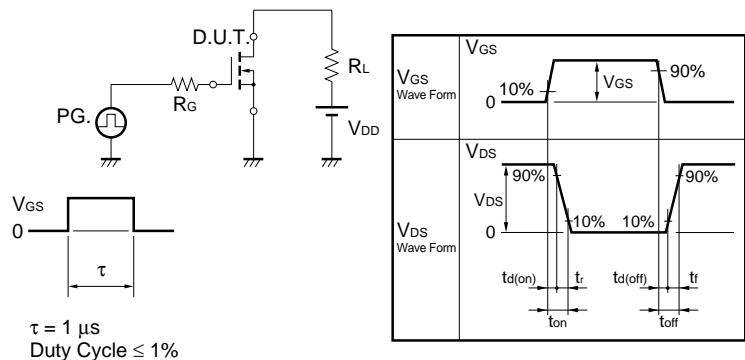 D.U.T.
RL
RG
PG.
VDD
VGS
0
τ
τ = 1 μs
Duty Cycle ≤ 1%
VGS
Wave Form
VGS
10%
VGS
90%
0
VDS
Wave Form
VDS
90%
VDS
10%
10%
90%
0
td(on)
tr
td(off)
tf
ton
toff